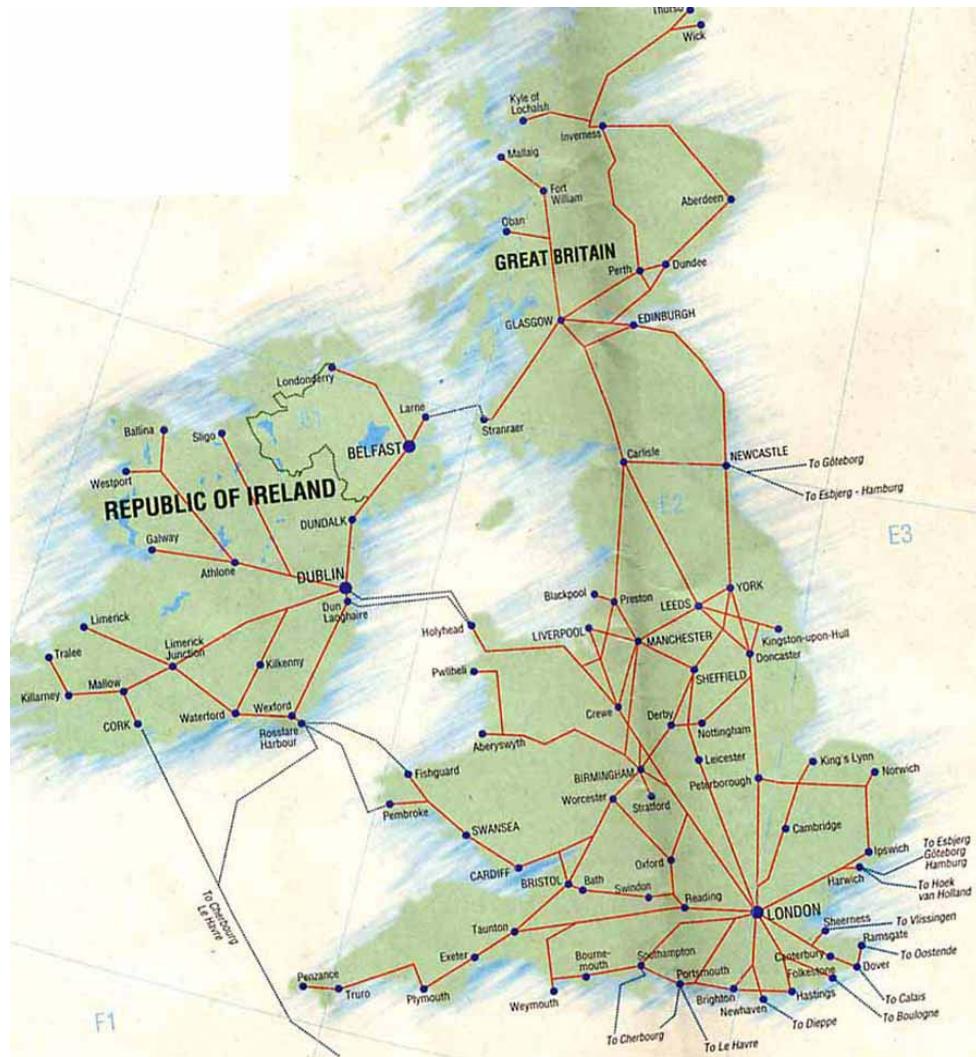 Thurso
Wick
Kyle of
Lochalsh
Inverness
Mallaig
Fort
William
Aberdeen
Oban
GREAT BRITAIN
Perth
Dundee
GLASGOW
EDINBURGH
Londonderry
Larne
Stranraer
Ballina
Sligo
BELFAST
Carlisle
NEWCASTLE
To Göteborg
To Esbjerg - Hamburg
Westport
REPUBLIC OF IRELAND
E2
E3
DUNDALK
Galway
Athlone
DUBLIN
Dun
Laoghaire
YORK
Blackpool
Preston
LEEDS
Limerick
Limerick
Junction
Holyhead
LIVERPOOL
MANCHESTER
Kingston-upon-Hull
Doncaster
Tralee
Kilkenny
Pwllheli
SHEFFIELD
Killarney
Mallow
CORK
Waterford
Wexford
Rosslare
Harbour
Crewe
Derby
Nottingham
Aberyswyth
Leicester
King's Lynn
Norwich
Fishguard
BIRMINGHAM
Peterborough
Pembroke
Worcester
Stratford
SWANSEA
Cambridge
Ipswich
To Esbjerg
Göteborg
Hamburg
CARDIFF
Oxford
Harwich
To Hoek
van Holland
BRISTOL
Bath
Swindon
Reading
LONDON
Sheerness
To Vlissingen
To Cherbourg
Le Havre
Taunton
Ramsgate
To Oostende
Exeter
Bourne-
mouth
Southampton
Canterbury
Portsmouth
Folkestone
Dover
Penzance
Truro
Plymouth
Weymouth
Brighton
Hastings
To Calais
Newhaven
To Boulogne
F1
To Cherbourg
To Le Havre
To Dieppe